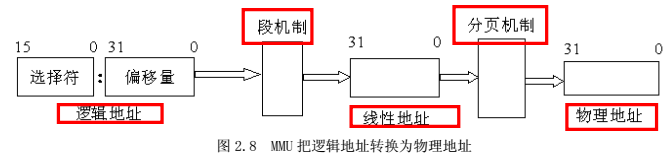 段机制 分页机制
15 0 31 0 31 0 31 0
选择符 : 偏移量
逻辑地址 线性地址 物理地址
图 2.8 MMU 把逻辑地址转换为物理地址